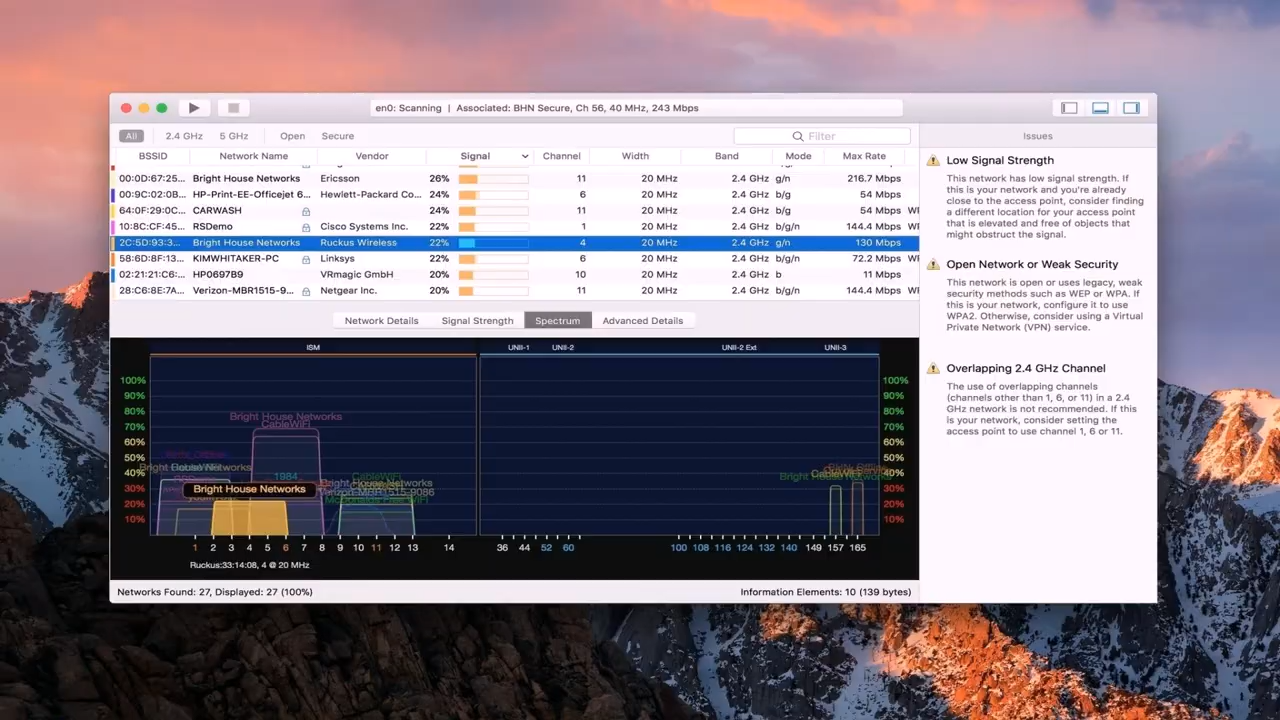 en0: Scanning | Associated: BHN Secure, Ch 56, 40 MHz, 243 Mbps
All 2.4 GHz 5 GHz Open Secure Filter
BSSID Network Name Vendor Signal Channel Width Band Mode Max Rate
00:0D:67:25... Bright House Networks Ericsson 26% 11 20 MHz 2.4 GHz g/n 216.7 Mbps
00:9C:02:0B... HP-Print-EE-Officejet 6... Hewlett-Packard Co... 24% 6 20 MHz 2.4 GHz b/g 54 Mbps
64:0F:29:0C... CARWASH 24% 11 20 MHz 2.4 GHz b/g 54 Mbps
10:8C:CF:45... RSDemo Cisco Systems Inc. 22% 1 20 MHz 2.4 GHz b/g/n 144.4 Mbps
2C:5D:93:3... Bright House Networks Ruckus Wireless 22% 4 20 MHz 2.4 GHz g/n 130 Mbps
58:6D:8F:13... KIMWHITAKER-PC Linksys 22% 6 20 MHz 2.4 GHz b/g/n 72.2 Mbps
02:21:21:C6:... HP0697B9 VRmagic GmbH 20% 10 20 MHz 2.4 GHz b 11 Mbps
28:C6:8E:7A... Verizon-MBR1515-9... Netgear Inc. 20% 11 20 MHz 2.4 GHz b/g/n 144.4 Mbps
Network Details Signal Strength Spectrum Advanced Details
ISM UNII-1 UNII-2 UNII-2 Ext UNII-3
100% 100%
90% 90%
80% 80%
Bright House Networks
CableWiFi
70% 70%
60% 60%
50% 50%
40% 40%
1984
30% 30%
Bright House Networks
20% 20%
10% 10%
1 2 3 4 5 6 7 8 9 10 11 12 13 14 36 44 52 60 100 108 116 124 132 140 149 157 165
Ruckus:33:14:08, 4 @ 20 MHz
Networks Found: 27, Displayed: 27 (100%) Information Elements: 10 (139 bytes)
Issues
Low Signal Strength
This network has low signal strength. If
this is your network and you're already
close to the access point, consider finding
a different location for your access point
that is elevated and free of objects that
might obstruct the signal.
Open Network or Weak Security
This network is open or uses legacy, weak
security methods such as WEP or WPA. If
this is your network, configure it to use
WPA2. Otherwise, consider using a Virtual
Private Network (VPN) service.
Overlapping 2.4 GHz Channel
The use of overlapping channels
(channels other than 1, 6, or 11) in a 2.4
GHz network is not recommended. If this
is your network, consider setting the
access point to use channel 1, 6 or 11.